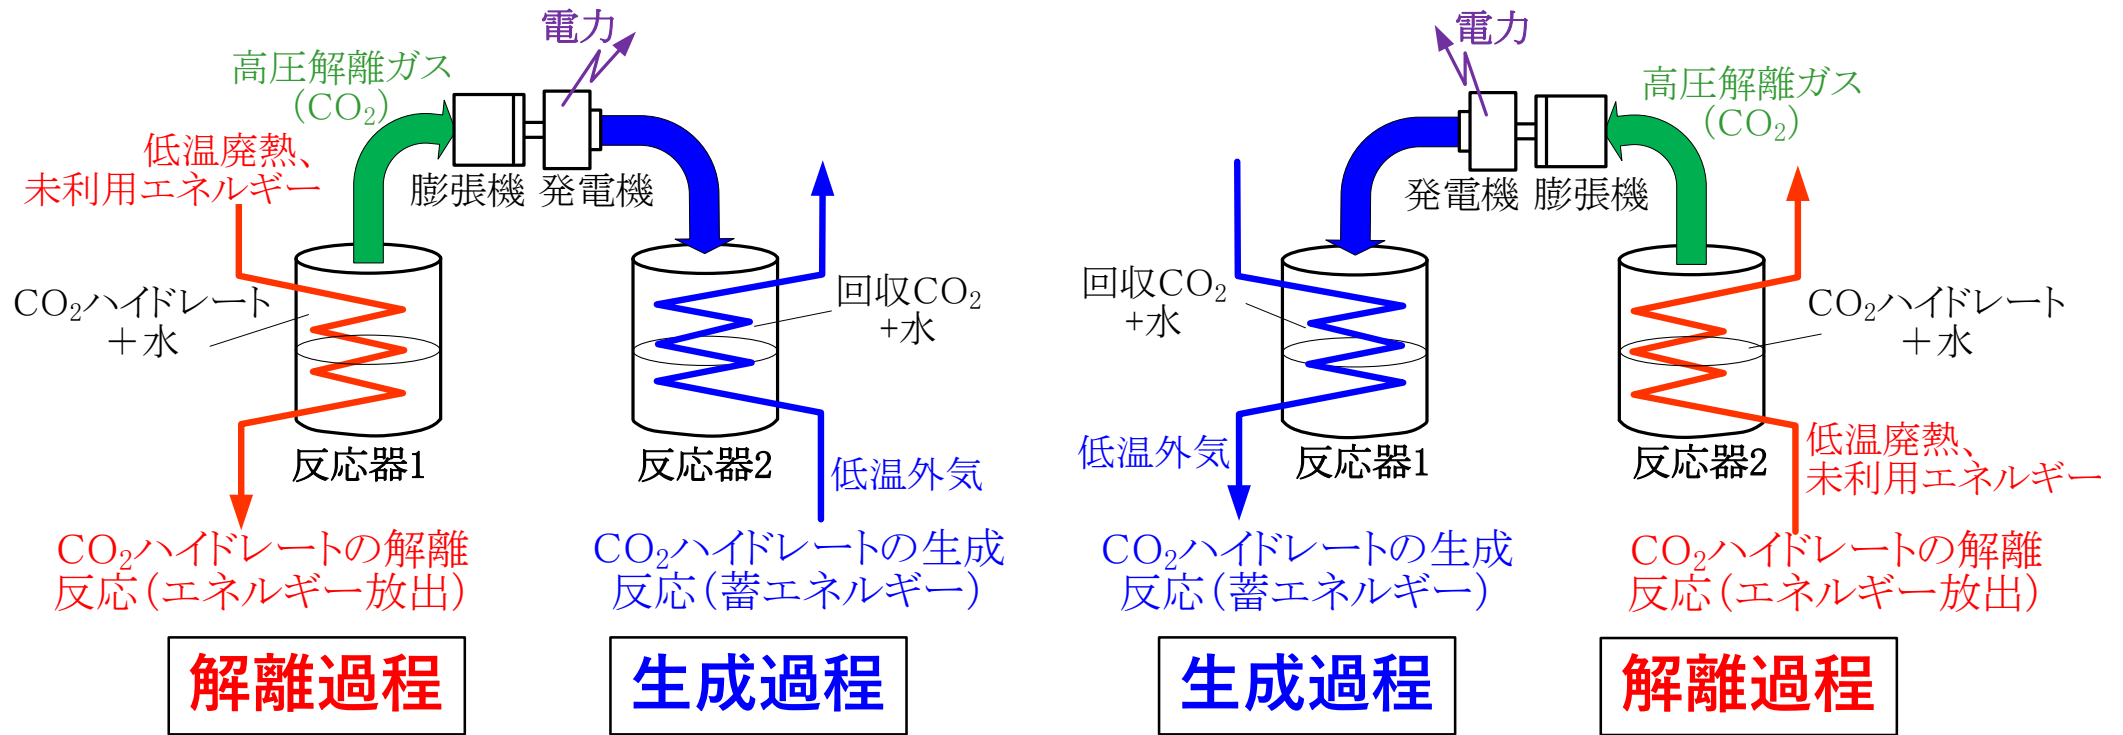 電力
高圧解離ガス
(CO₂)
低温廃熱、
未利用エネルギー
膨張機 発電機
CO₂ハイドレート
＋水
回収CO₂
+水
反応器1
反応器2
低温外気
CO₂ハイドレートの解離
反応(エネルギー放出)
CO₂ハイドレートの生成
反応(蓄エネルギー)
解離過程
生成過程
電力
高圧解離ガス
(CO₂)
発電機 膨張機
回収CO₂
+水
CO₂ハイドレート
＋水
低温外気
反応器1
反応器2
低温廃熱、
未利用エネルギー
CO₂ハイドレートの生成
反応(蓄エネルギー)
CO₂ハイドレートの解離
反応(エネルギー放出)
生成過程
解離過程